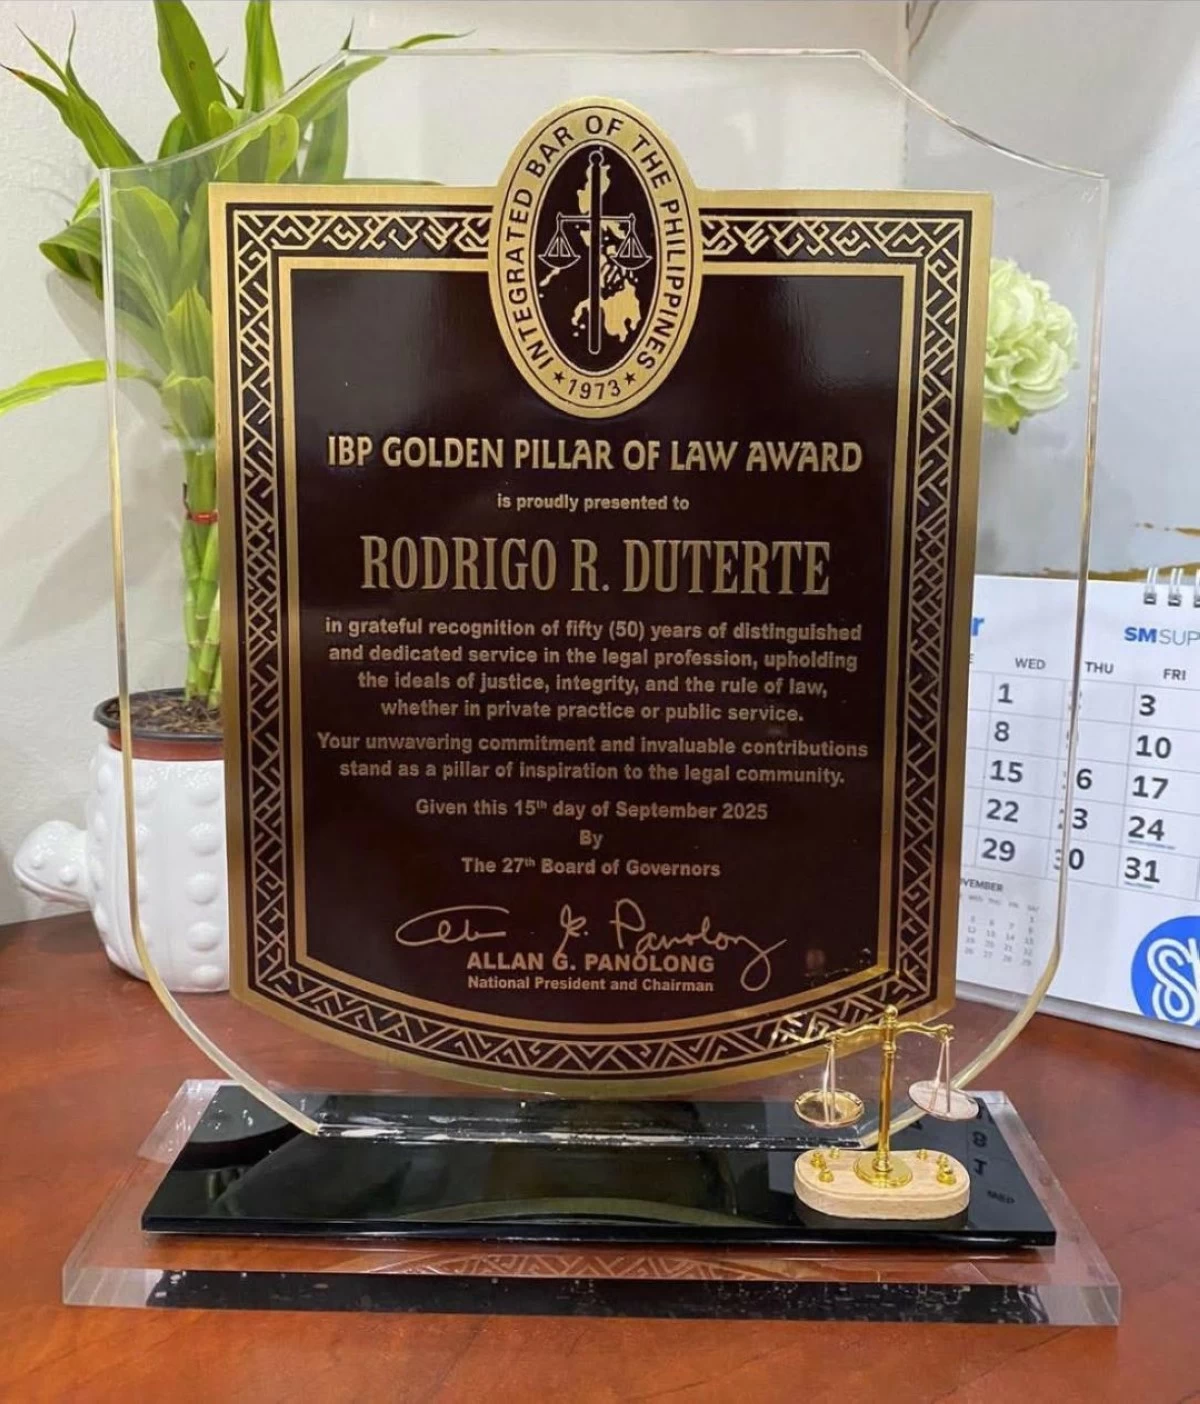 INTEGRATED BAR OF THE PHILIPPINES
★ 1973 ★
IBP GOLDEN PILLAR OF LAW AWARD
is proudly presented to
RODRIGO R. DUTERTE
in grateful recognition of fifty (50) years of distinguished
and dedicated service in the legal profession, upholding
the ideals of justice, integrity, and the rule of law,
whether in private practice or public service.
Your unwavering commitment and invaluable contributions
stand as a pillar of inspiration to the legal community.
Given this 15th day of September 2025
By
The 27th Board of Governors
ALLAN G. PANOLONG
National President and Chairman
SMSUP
WED THU FRI
1 3
8 10
15 16 17
22 23 24
29 30 31